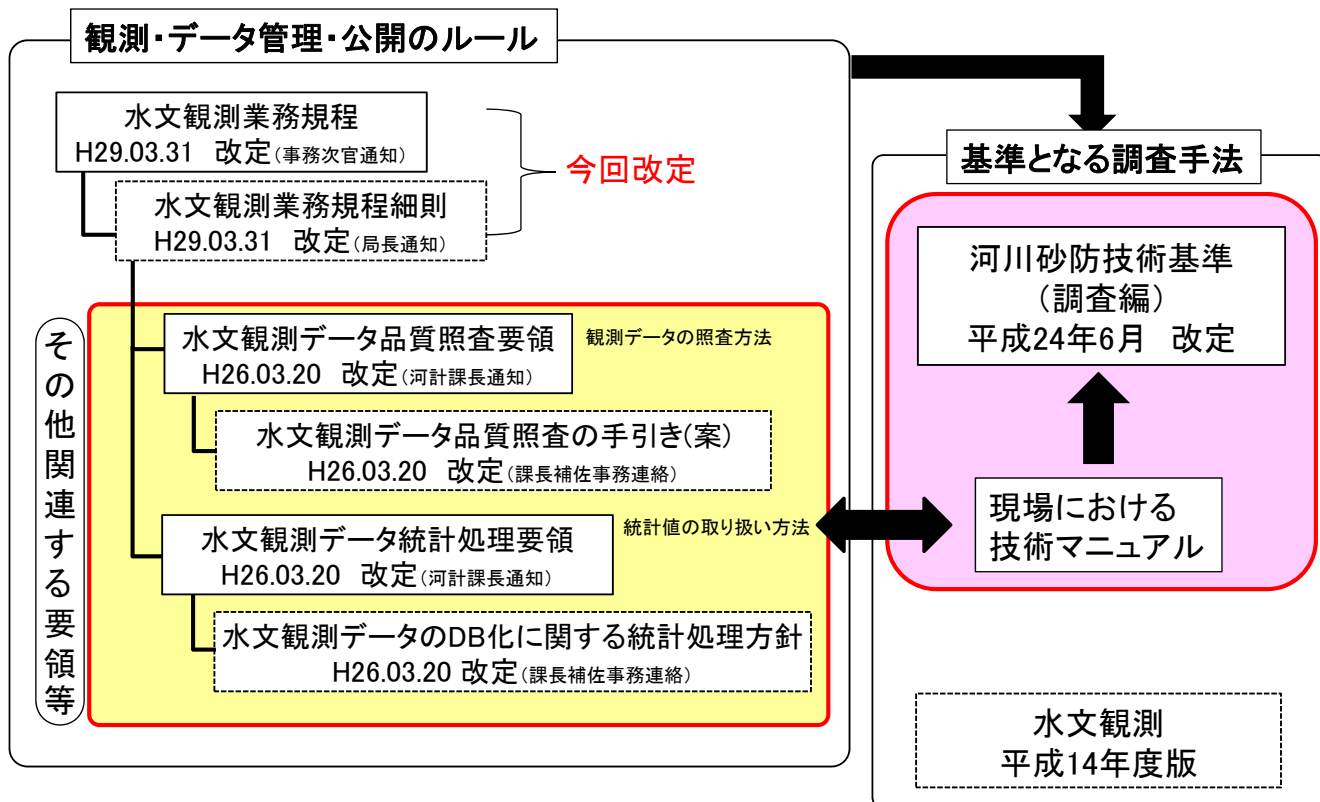 観測・データ管理・公開のルール
水文観測業務規程
H29.03.31 改定(事務次官通知)
水文観測業務規程細則
H29.03.31 改定(局長通知)
今回改定
その他関連する要領等
水文観測データ品質照査要領
H26.03.20 改定(河計課長通知)
観測データの照査方法
水文観測データ品質照査の手引き(案)
H26.03.20 改定(課長補佐事務連絡)
水文観測データ統計処理要領
H26.03.20 改定(河計課長通知)
統計値の取り扱い方法
水文観測データのDB化に関する統計処理方針
H26.03.20 改定(課長補佐事務連絡)
基準となる調査手法
河川砂防技術基準
(調査編)
平成24年6月 改定
現場における
技術マニュアル
水文観測
平成14年度版